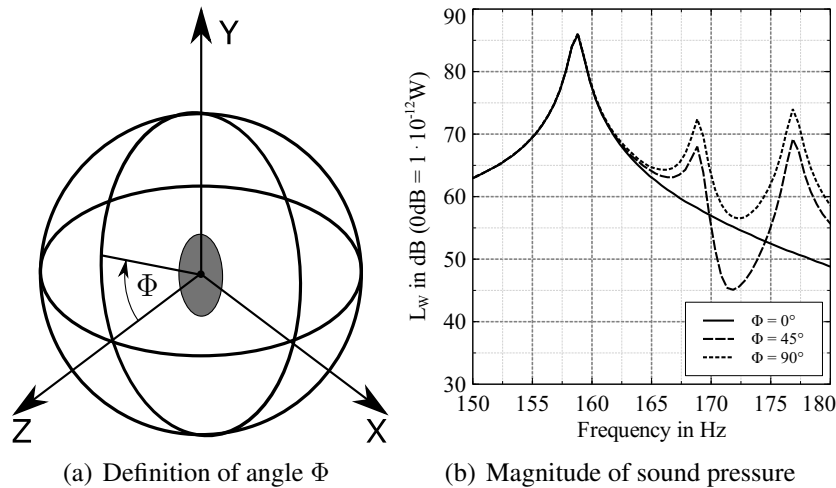 Y
Φ
Z
X
(a) Definition of angle Φ
90
80
70
60
50
40
30
L_W in dB (0dB = 1 · 10^-12W)
Φ = 0°
Φ = 45°
Φ = 90°
150 155 160 165 170 175 180
Frequency in Hz
(b) Magnitude of sound pressure